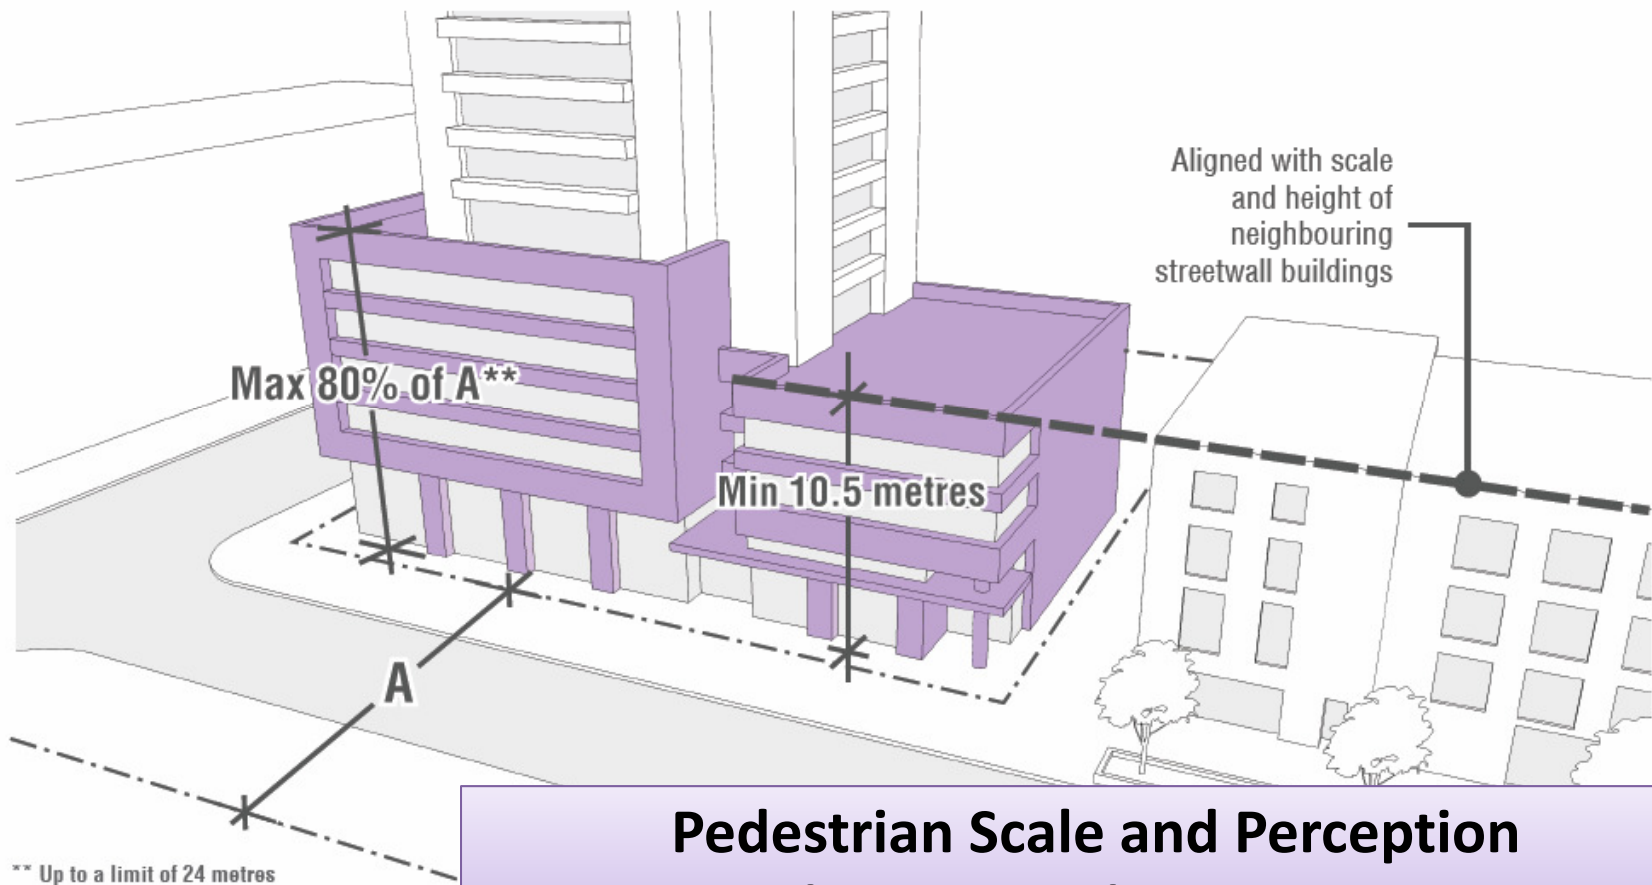 Aligned with scale
and height of
neighbouring
streetwall buildings
Max 80% of A**
Min 10.5 metres
A
Pedestrian Scale and Perception
** Up to a limit of 24 metres